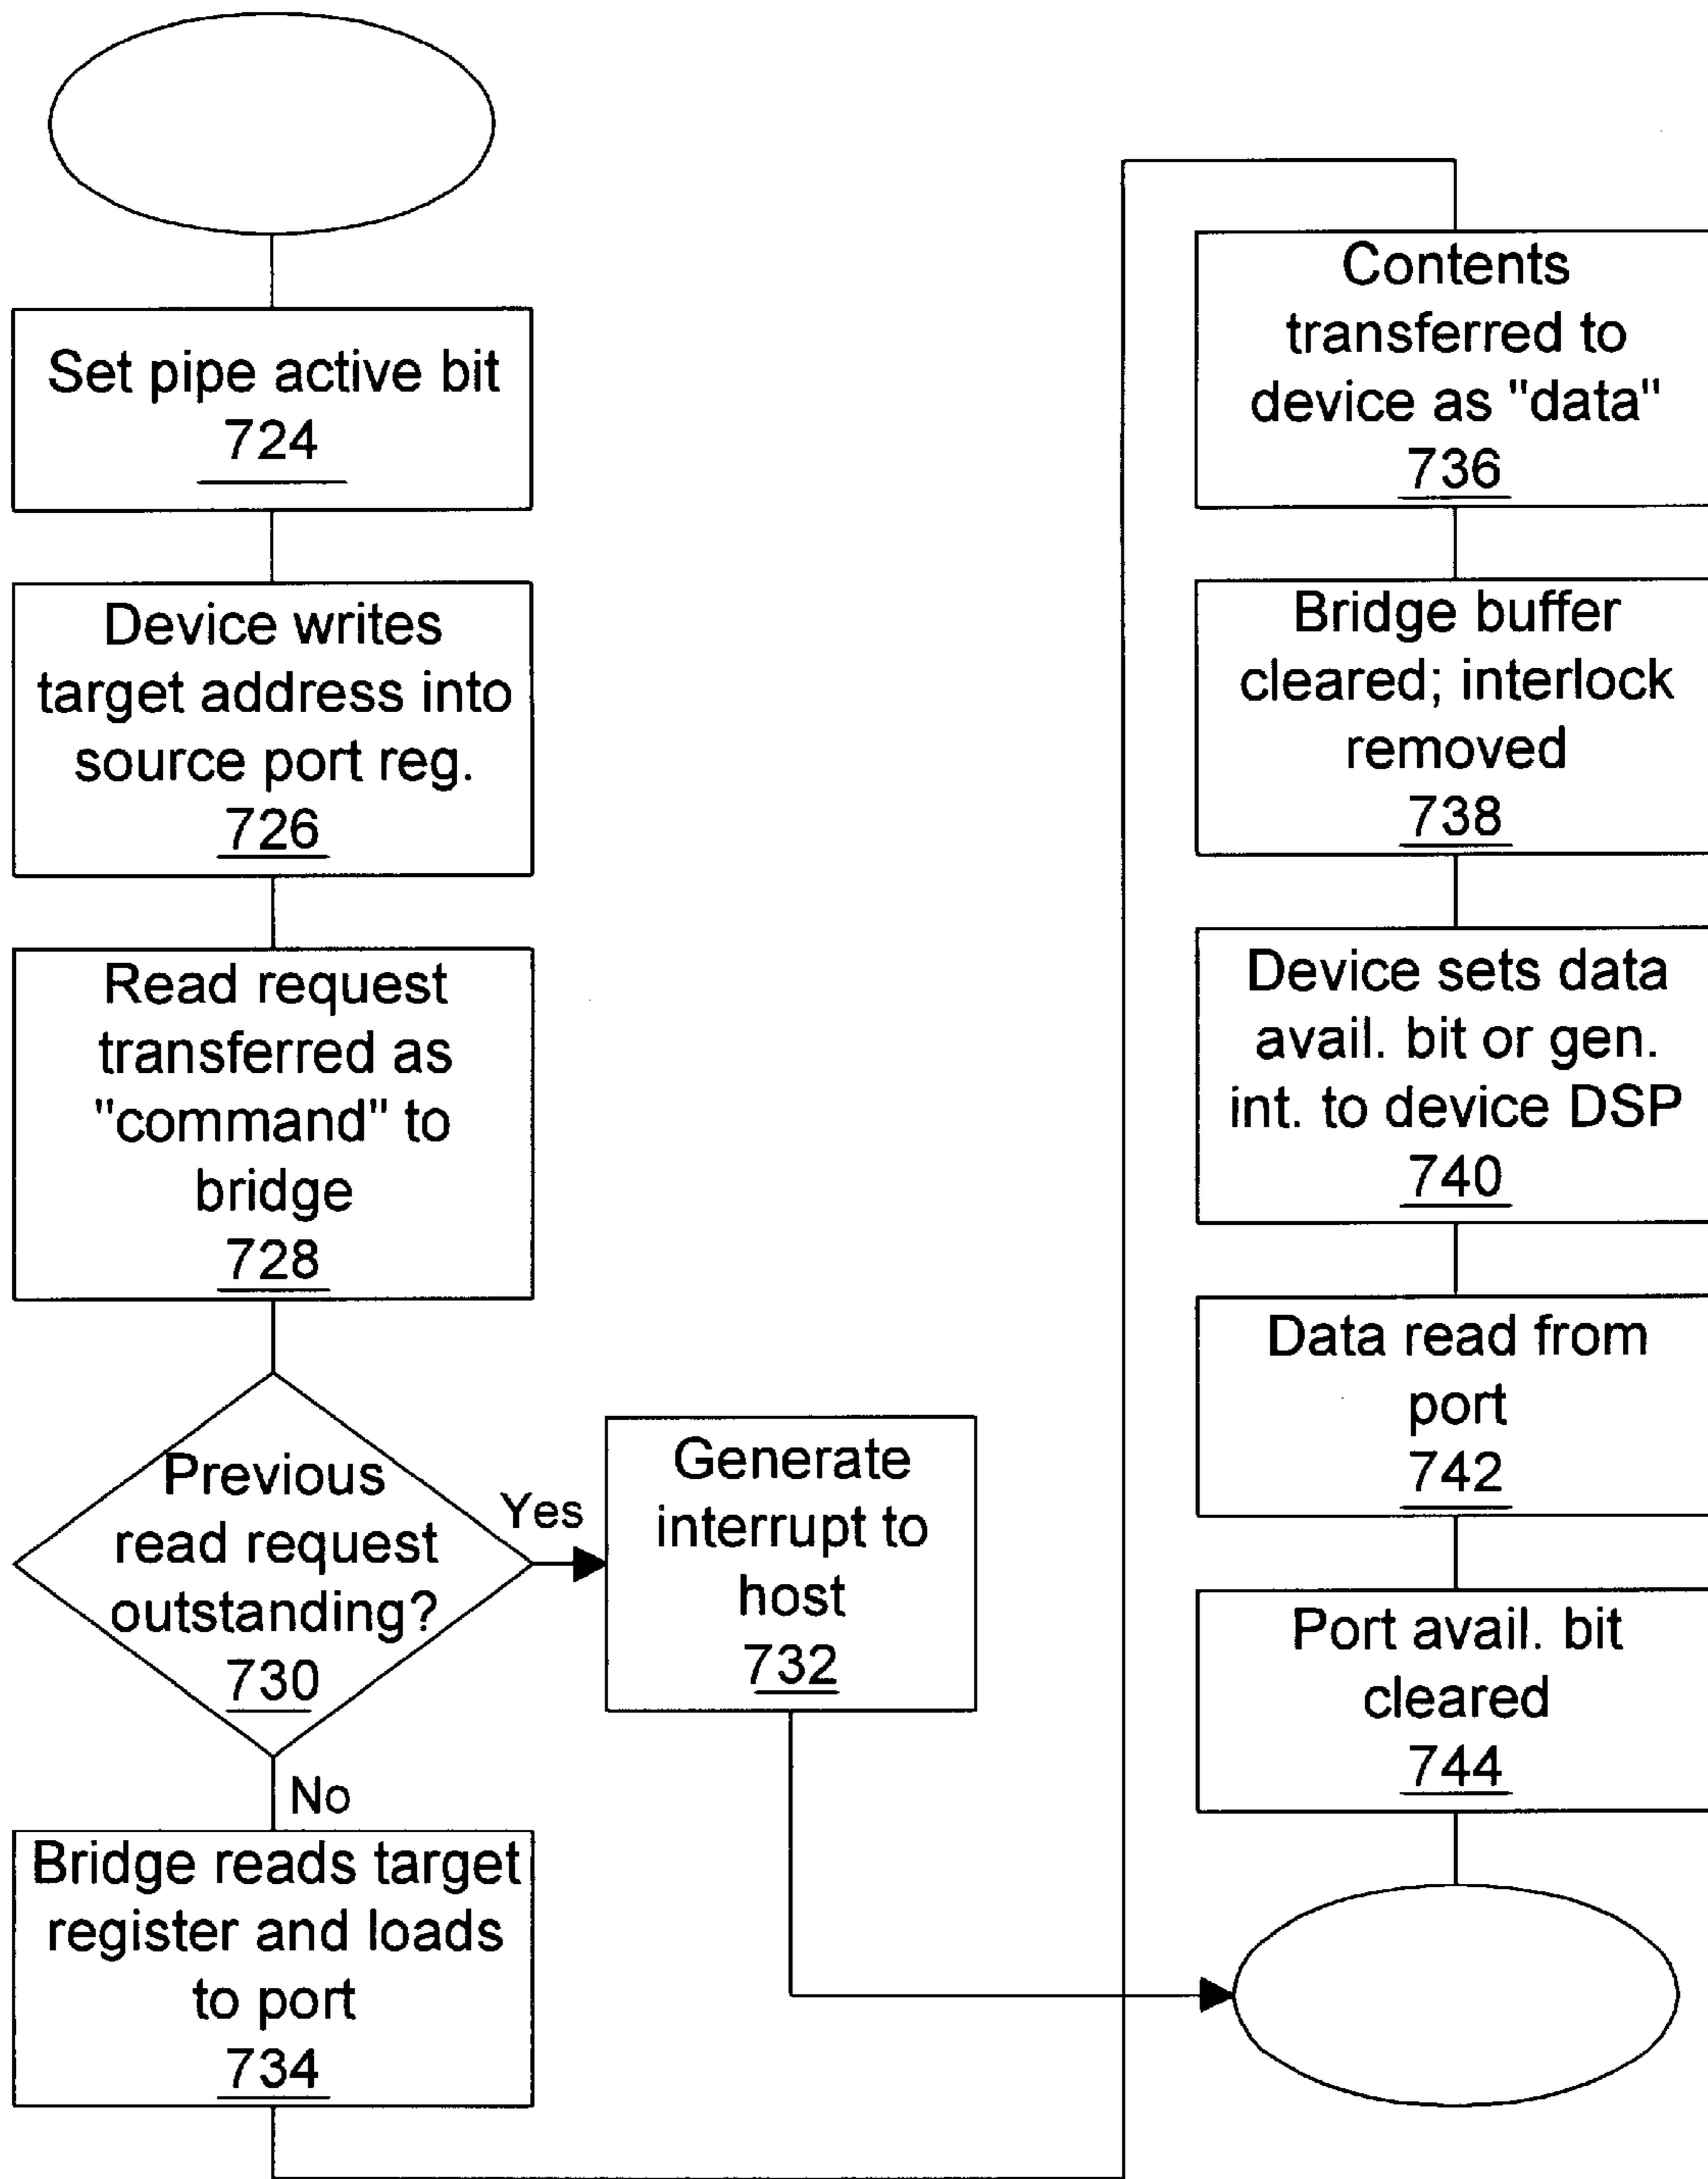 Set pipe active bit
724
Device writes
target address into
source port reg.
726
Read request
transferred as
"command" to
bridge
728
Previous
read request
outstanding?
730
Yes
Generate
interrupt to
host
732
No
Bridge reads target
register and loads
to port
734
Contents
transferred to
device as "data"
736
Bridge buffer
cleared; interlock
removed
738
Device sets data
avail. bit or gen.
int. to device DSP
740
Data read from
port
742
Port avail. bit
cleared
744